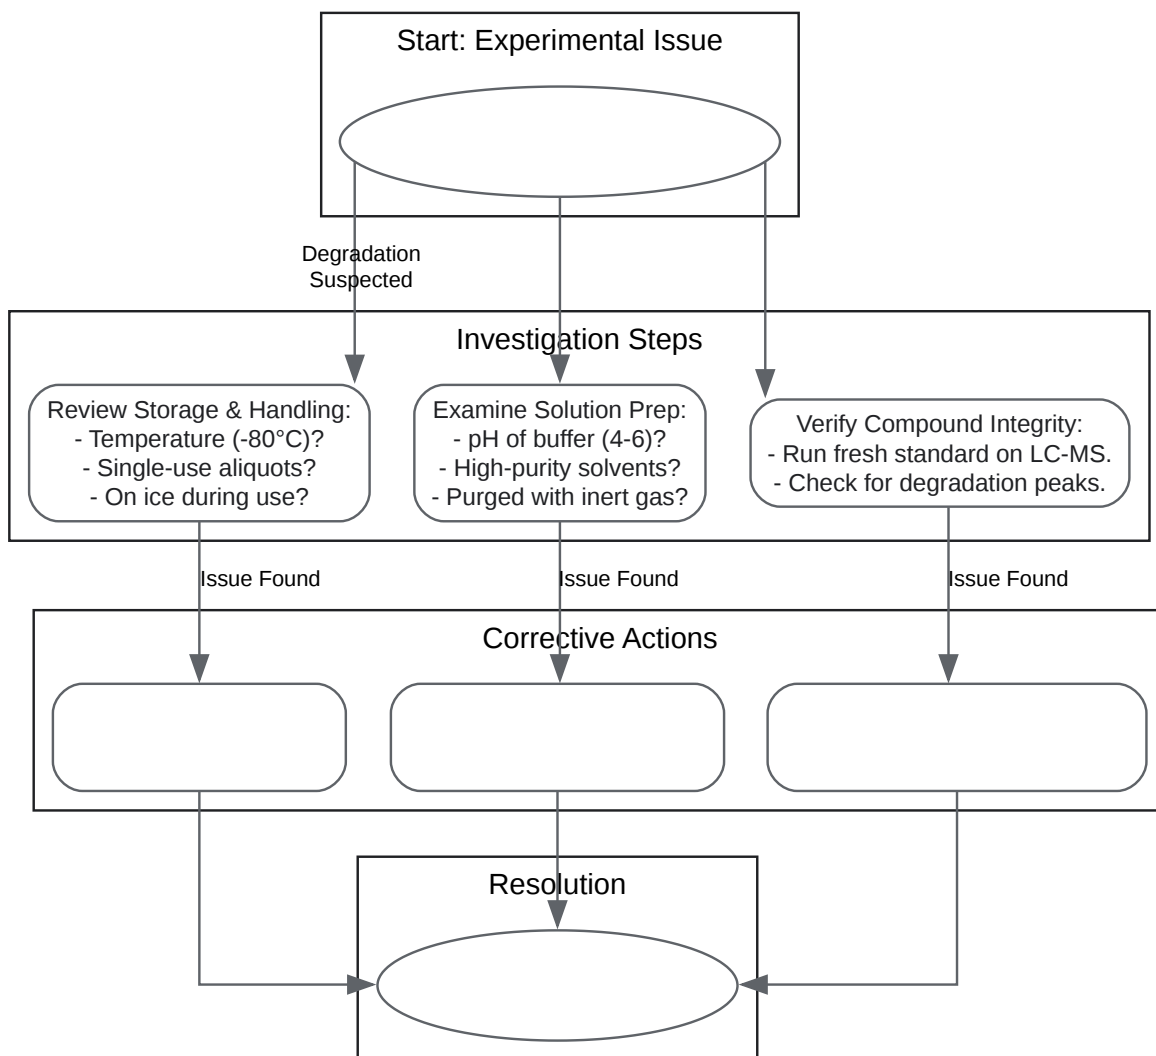 Start: Experimental Issue
Degradation
Suspected
Investigation Steps
Review Storage & Handling:
- Temperature (-80°C)?
- Single-use aliquots?
- On ice during use?
Examine Solution Prep:
- pH of buffer (4-6)?
- High-purity solvents?
- Purged with inert gas?
Verify Compound Integrity:
- Run fresh standard on LC-MS.
- Check for degradation peaks.
Issue Found
Issue Found
Issue Found
Corrective Actions
Resolution